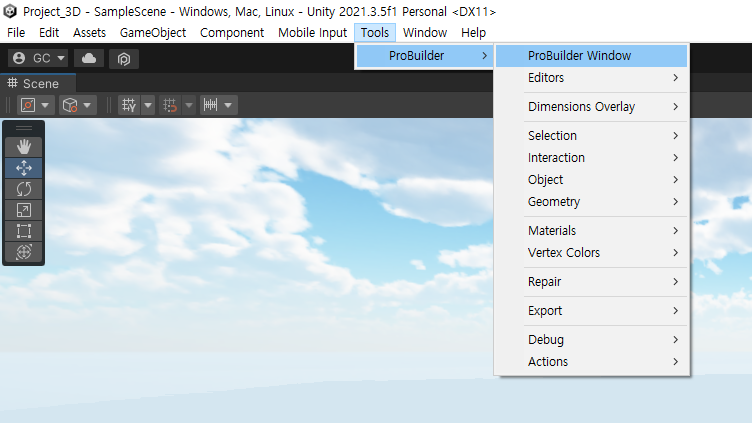 Project_3D - SampleScene - Windows, Mac, Linux - Unity 2021.3.5f1 Personal <DX11>
File Edit Assets GameObject Component Mobile Input Tools Window Help
ProBuilder
ProBuilder Window
Editors
Dimensions Overlay
Selection
Interaction
Object
Geometry
Materials
Vertex Colors
Repair
Export
Debug
Actions
GC
Scene